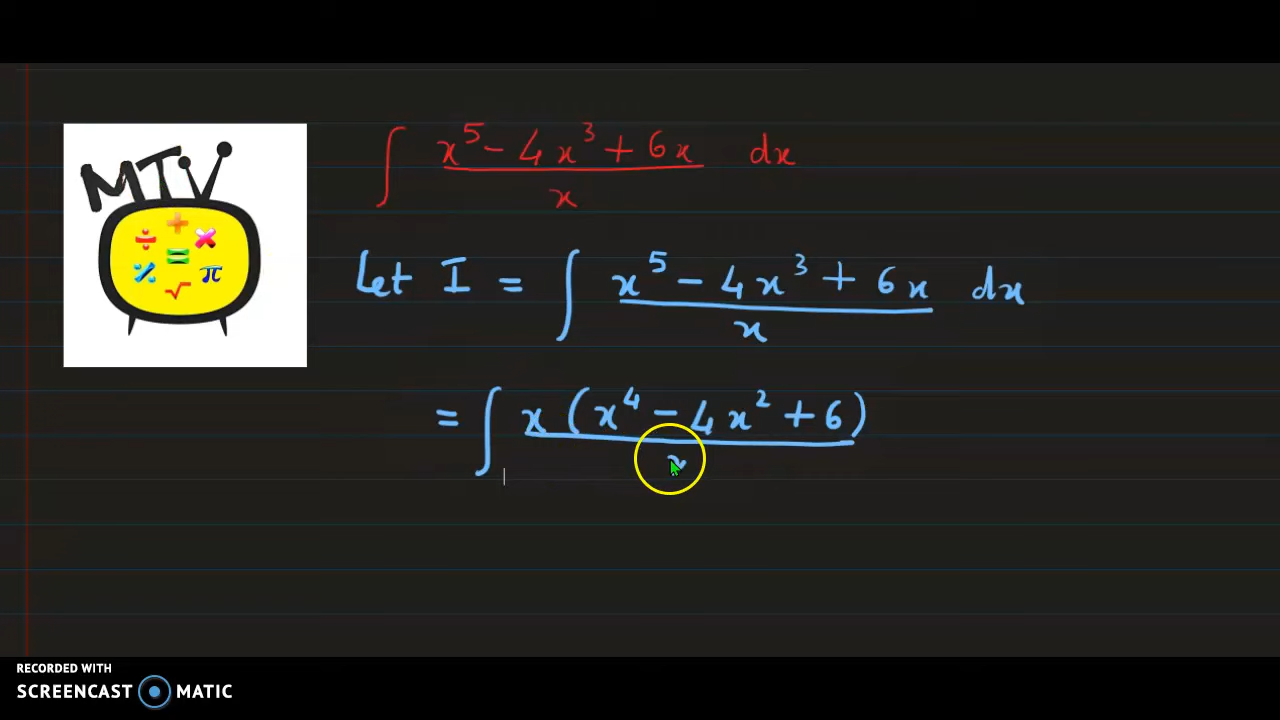 MTV
÷ + × = % π √
∫ x⁵ - 4x³ + 6x / x dx
Let I = ∫ x⁵ - 4x³ + 6x / x dx
= ∫ x (x⁴ - 4x² + 6) / x
RECORDED WITH
SCREENCAST MATIC